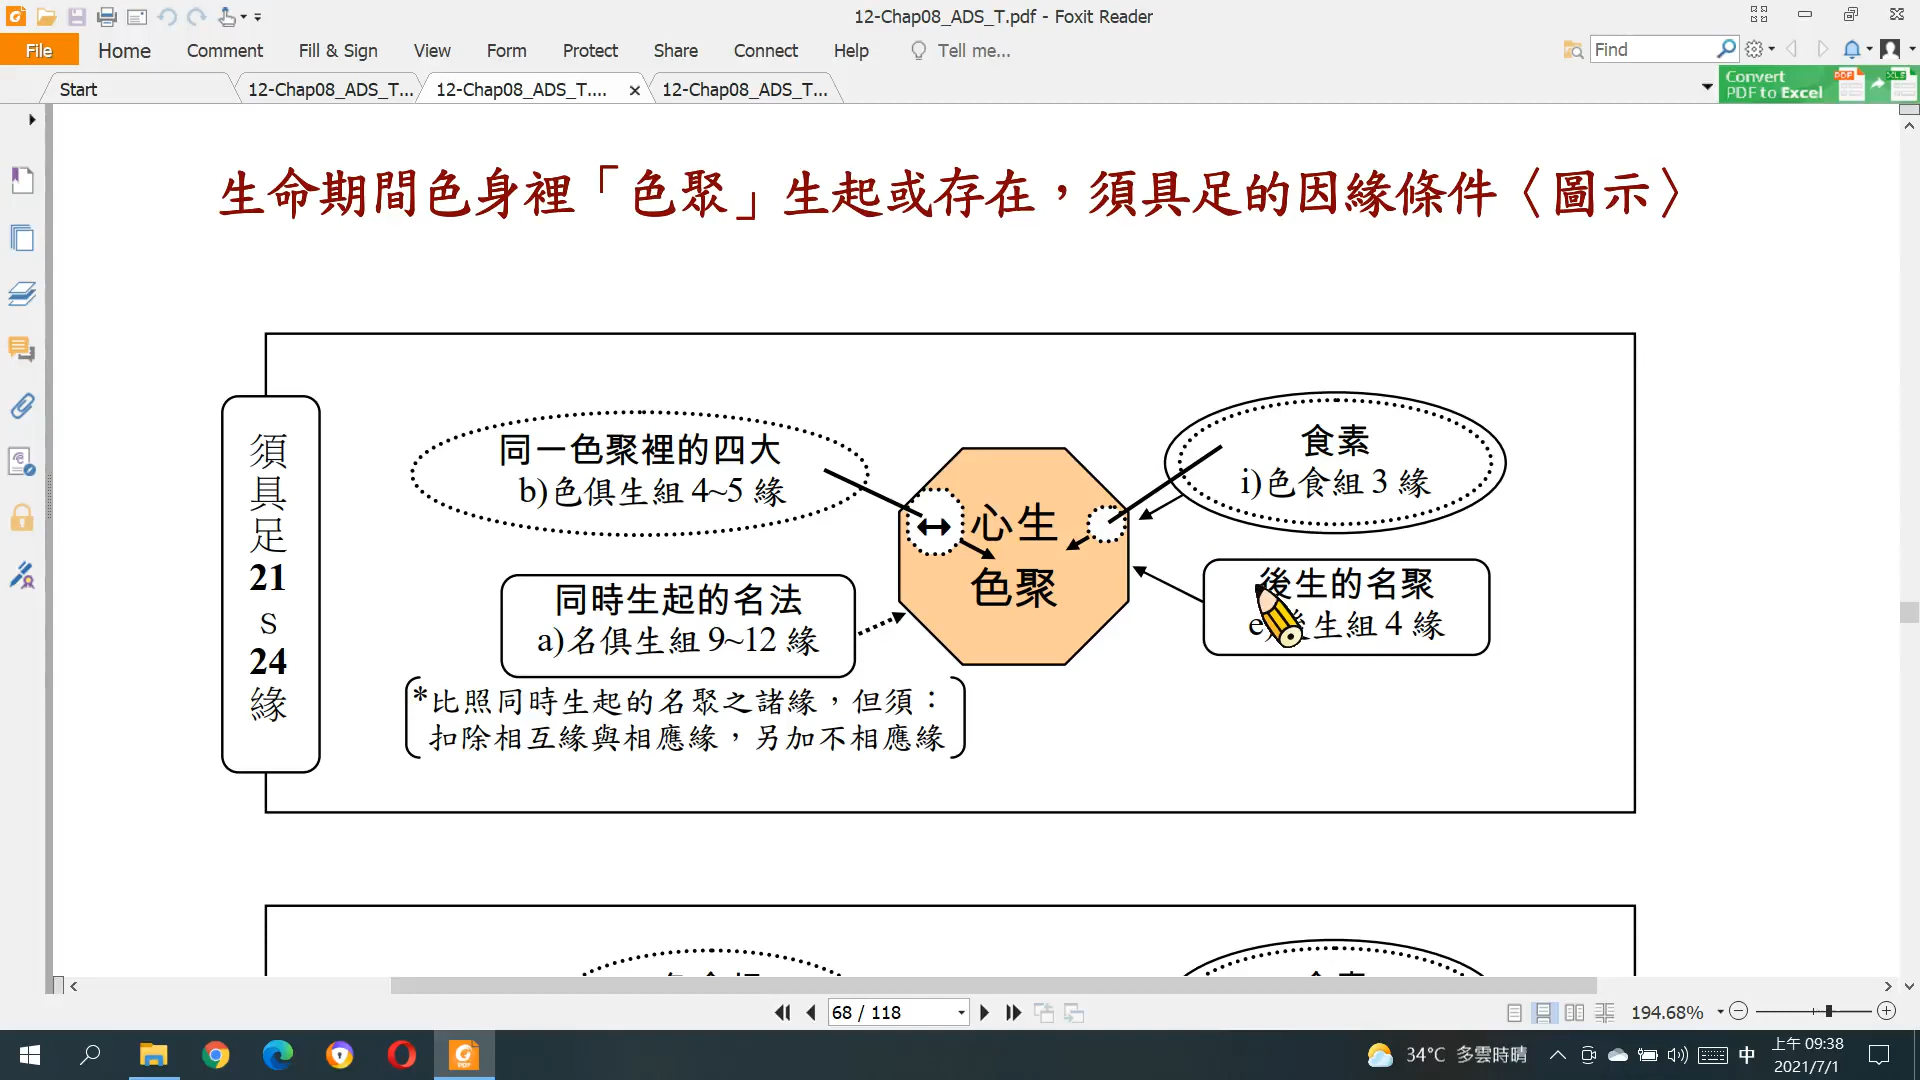 12-Chap08_ADS_T.pdf - Foxit Reader
File Home Comment Fill & Sign View Form Protect Share Connect Help Tell me... Find
Start 12-Chap08_ADS_T... 12-Chap08_ADS_T.... 12-Chap08_ADS_T...
Convert
PDF to Excel
PDF
XLS
生命期間色身裡「色聚」生起或存在，須具足的因緣條件〈圖示〉
須具足21
s
24緣
同一色聚裡的四大
b)色俱生組 4~5 緣
食素
i)色食組 3 緣
心生
色聚
同時生起的名法
a)名俱生組 9~12 緣
後生的名聚
e)後生組 4 緣
*比照同時生起的名聚之諸緣，但須：
扣除相互緣與相應緣，另加不相應緣
68 / 118
194.68%
34°C 多雲時晴
中
上午 09:38
2021/7/1